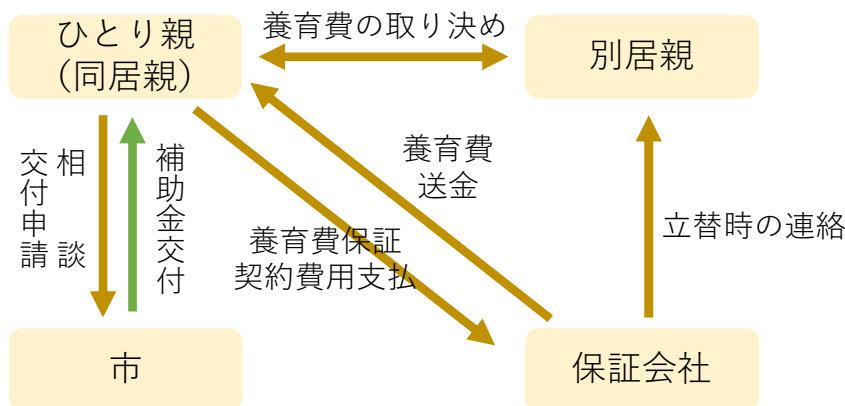 ひとり親
(同居親)
養育費の取り決め
別居親
相談
交付申請
補助金交付
養育費
送金
養育費保証
契約費用支払
立替時の連絡
市
保証会社